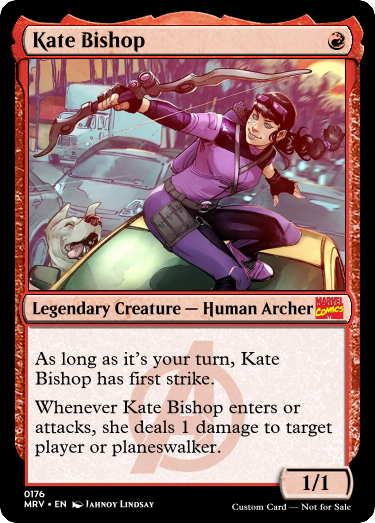 Kate Bishop
Legendary Creature — Human Archer
MARVEL
COMICS
As long as it's your turn, Kate
Bishop has first strike.
Whenever Kate Bishop enters or
attacks, she deals 1 damage to target
player or planeswalker.
1/1
0176
MRV • EN Jahnoy Lindsay
Custom Card — Not for Sale